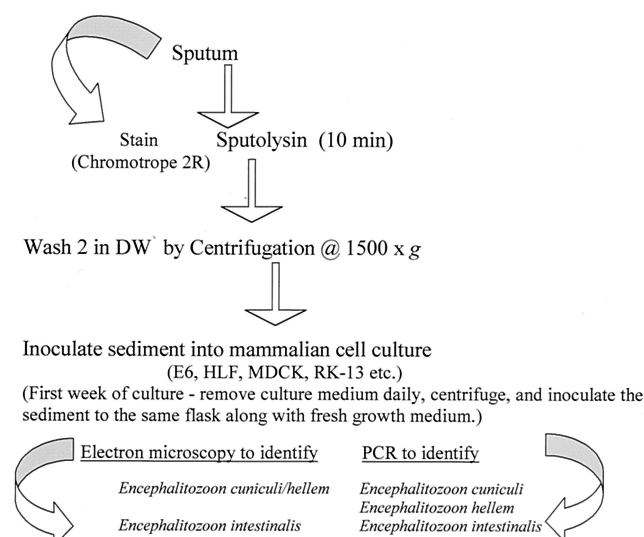 Sputum
Stain
(Chromotrope 2R)
Sputolysin (10 min)
Wash 2 in DW by Centrifugation @ 1500 x g
Inoculate sediment into mammalian cell culture
(E6, HLF, MDCK, RK-13 etc.)
(First week of culture - remove culture medium daily, centrifuge, and inoculate the
sediment to the same flask along with fresh growth medium.)
Electron microscopy to identify
Encephalitozoon cuniculi/hellem
Encephalitozoon intestinalis
PCR to identify
Encephalitozoon cuniculi
Encephalitozoon hellem
Encephalitozoon intestinalis